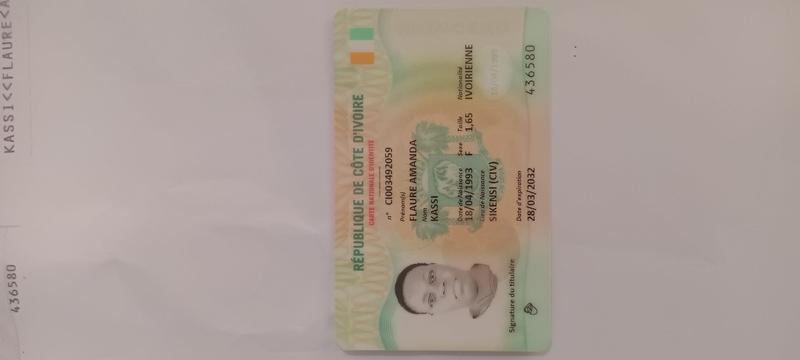 KASSI<<FLAURE<A
436580
RÉPUBLIQUE DE CÔTE D'IVOIRE
CARTE NATIONALE D'IDENTITÉ
n° CI003492059
Prénom(s)
FLAURE AMANDA
Nom
KASSI
Date de Naissance Sexe Taille Nationalité
18/04/1993 F 1,65 IVOIRIENNE
Lieu de Naissance
SIKENSI (CIV)
Date d'expiration
28/03/2032
436580
Signature du titulaire